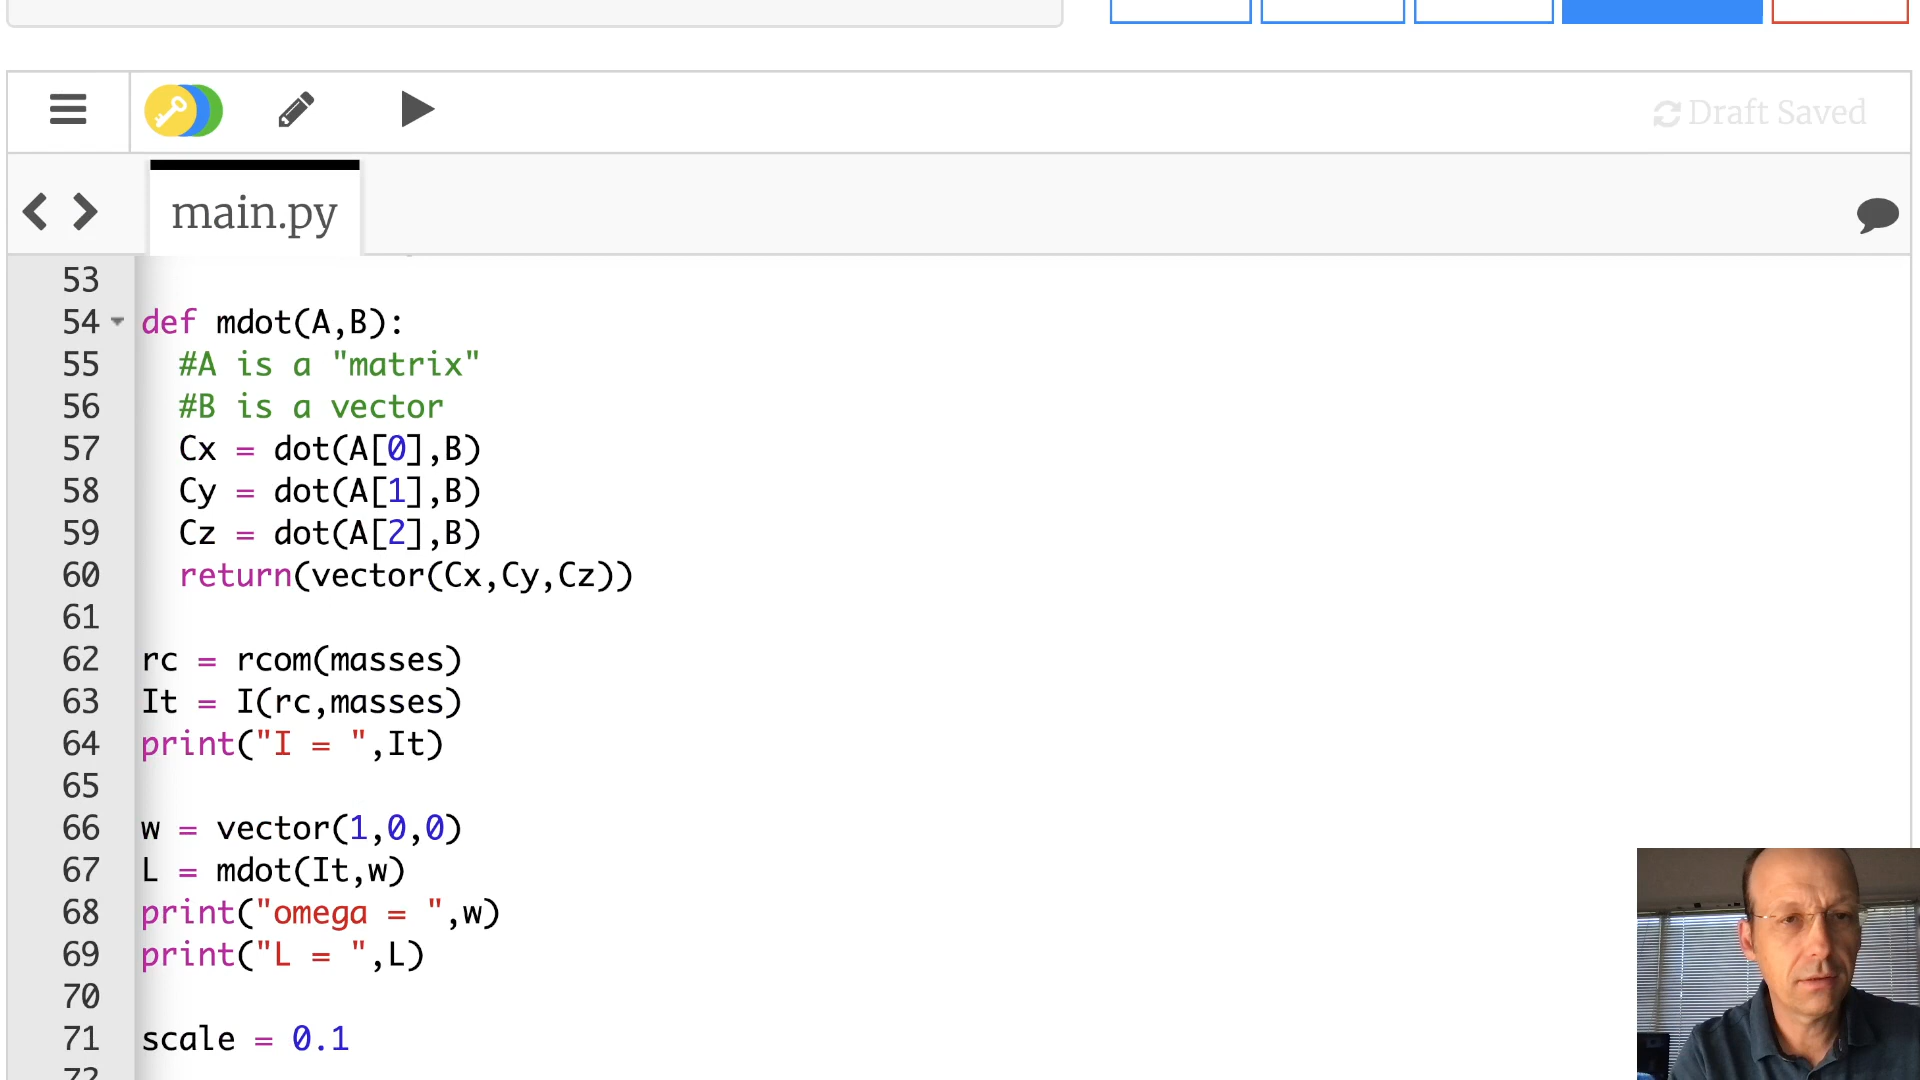 Draft Saved
main.py
53
54 def mdot(A,B):
55 #A is a "matrix"
56 #B is a vector
57 Cx = dot(A[0],B)
58 Cy = dot(A[1],B)
59 Cz = dot(A[2],B)
60 return(vector(Cx,Cy,Cz))
61
62 rc = rcom(masses)
63 It = I(rc,masses)
64 print("I = ",It)
65
66 w = vector(1,0,0)
67 L = mdot(It,w)
68 print("omega = ",w)
69 print("L = ",L)
70
71 scale = 0.1
72